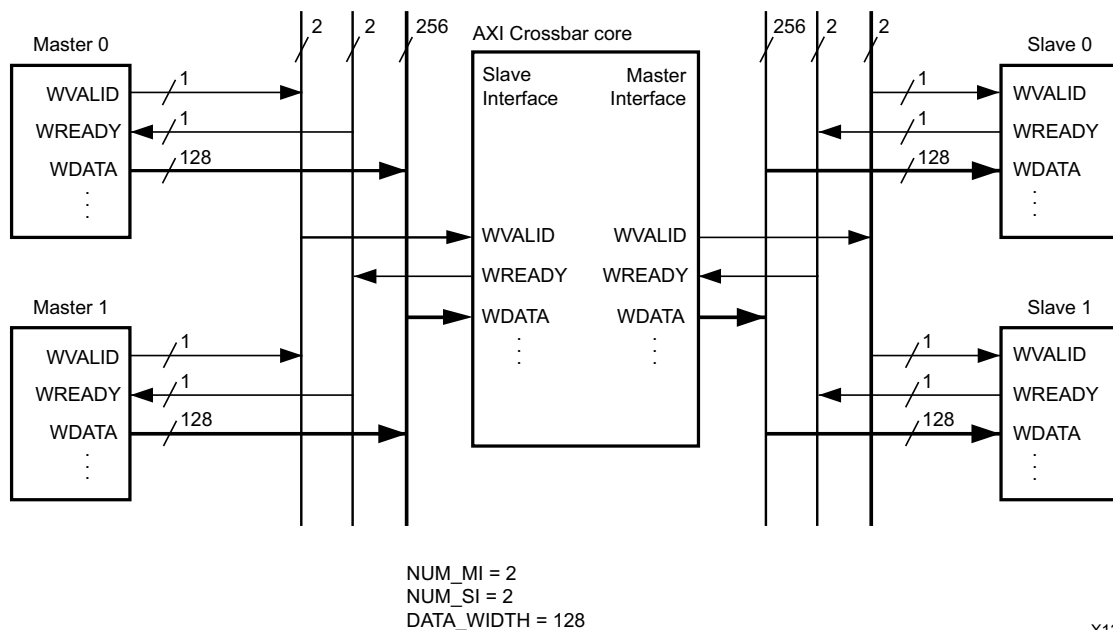 2
2
256
256
2
2
AXI Crossbar core
Master 0
Slave 0
Slave Interface
Master Interface
WVALID
1
WREADY
1
WDATA
128
1
WVALID
1
WREADY
128
WDATA
WVALID
WVALID
WREADY
WREADY
WDATA
WDATA
Master 1
Slave 1
WVALID
1
WREADY
1
WDATA
128
1
WVALID
1
WREADY
128
WDATA
NUM_MI = 2
NUM_SI = 2
DATA_WIDTH = 128